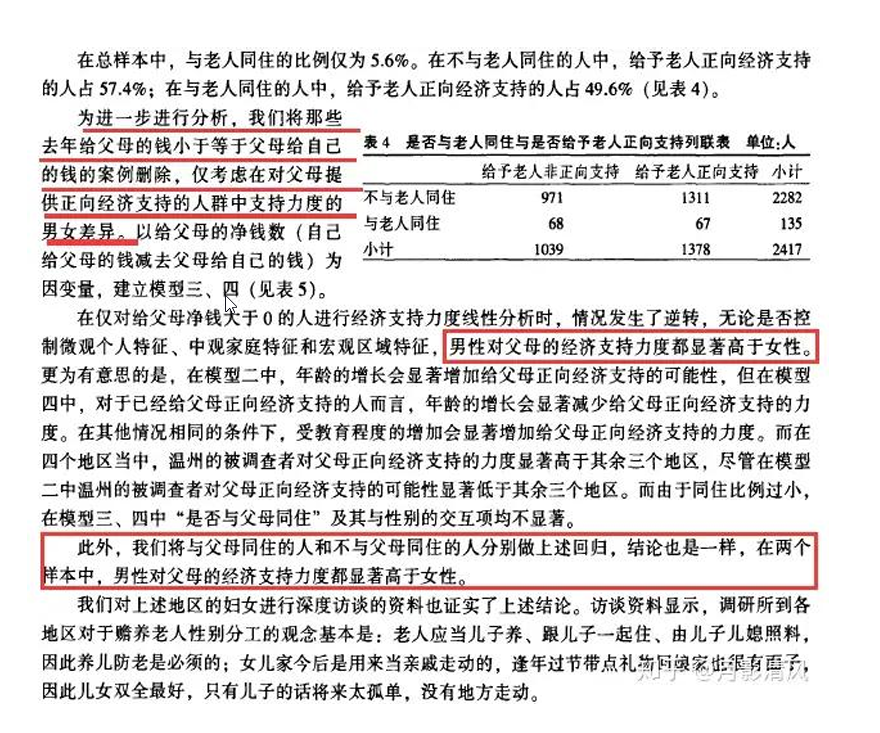 在总样本中，与老人同住的比例仅为 5.6%。在不与老人同住的人中，给予老人正向经济支持
的人占 57.4%；在与老人同住的人中，给予老人正向经济支持的人占 49.6%（见表 4）。
为进一步进行分析，我们将那些
去年给父母的钱小于等于父母给自己
的钱的案例删除，仅考虑在对父母提
供正向经济支持的人群中支持力度的
男女差异。以给父母的净钱数（自己
给父母的钱减去父母给自己的钱）为
因变量，建立模型三、四（见表 5）。
表 4 是否与老人同住与是否给予老人正向支持列联表 单位:人
给予老人非正向支持 给予老人正向支持 小计
不与老人同住 971 1311 2282
与老人同住 68 67 135
小计 1039 1378 2417
在仅对给父母净钱大于 0 的人进行经济支持力度线性分析时，情况发生了逆转，无论是否控
制微观个人特征、中观家庭特征和宏观区域特征，男性对父母的经济支持力度都显著高于女性。
更为有意思的是，在模型二中，年龄的增长会显著增加给父母正向经济支持的可能性，但在模型
四中，对于已经给父母正向经济支持的人而言，年龄的增长会显著减少给父母正向经济支持的力
度。在其他情况相同的条件下，受教育程度的增加会显著增加给父母正向经济支持的力度。而在
四个地区当中，温州的被调查者对父母正向经济支持的力度显著高于其余三个地区，尽管在模型
二中温州的被调查者对父母正向经济支持的可能性显著低于其余三个地区。而由于同住比例过小，
在模型三、四中“是否与父母同住”及其与性别的交互项均不显著。
此外，我们将与父母同住的人和不与父母同住的人分别做上述回归，结论也是一样，在两个
样本中，男性对父母的经济支持力度都显著高于女性。
我们对上述地区的妇女进行深度访谈的资料也证实了上述结论。访谈资料显示，调研所到各
地区对于赡养老人性别分工的观念基本是：老人应当儿子养、跟儿子一起住、由儿子儿媳照料，
因此养儿防老是必须的；女儿家今后是用来当亲戚走动的，逢年过节带点礼物回娘家也很有面子，
因此儿女双全最好，只有儿子的话将来太孤单，没有地方走动。
知乎 @月影清风